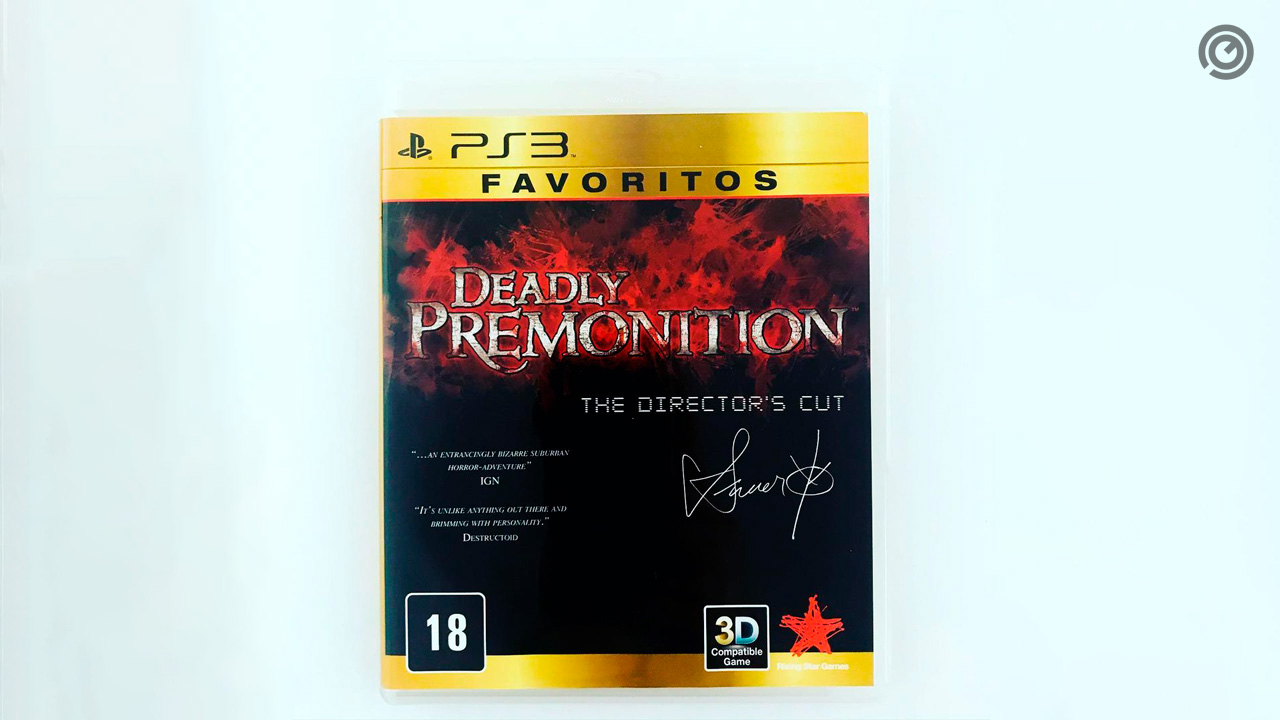 PS3
FAVORITOS
DEADLY
PREMONITION
THE DIRECTOR'S CUT
"...AN ENTRANCINGLY BIZARRE SUBURBAN
HORROR-ADVENTURE"
IGN
"IT'S UNLIKE ANYTHING OUT THERE AND
BRIMMING WITH PERSONALITY."
DESTRUCTOID
18
3D
Compatible
Game
Rising Star Games